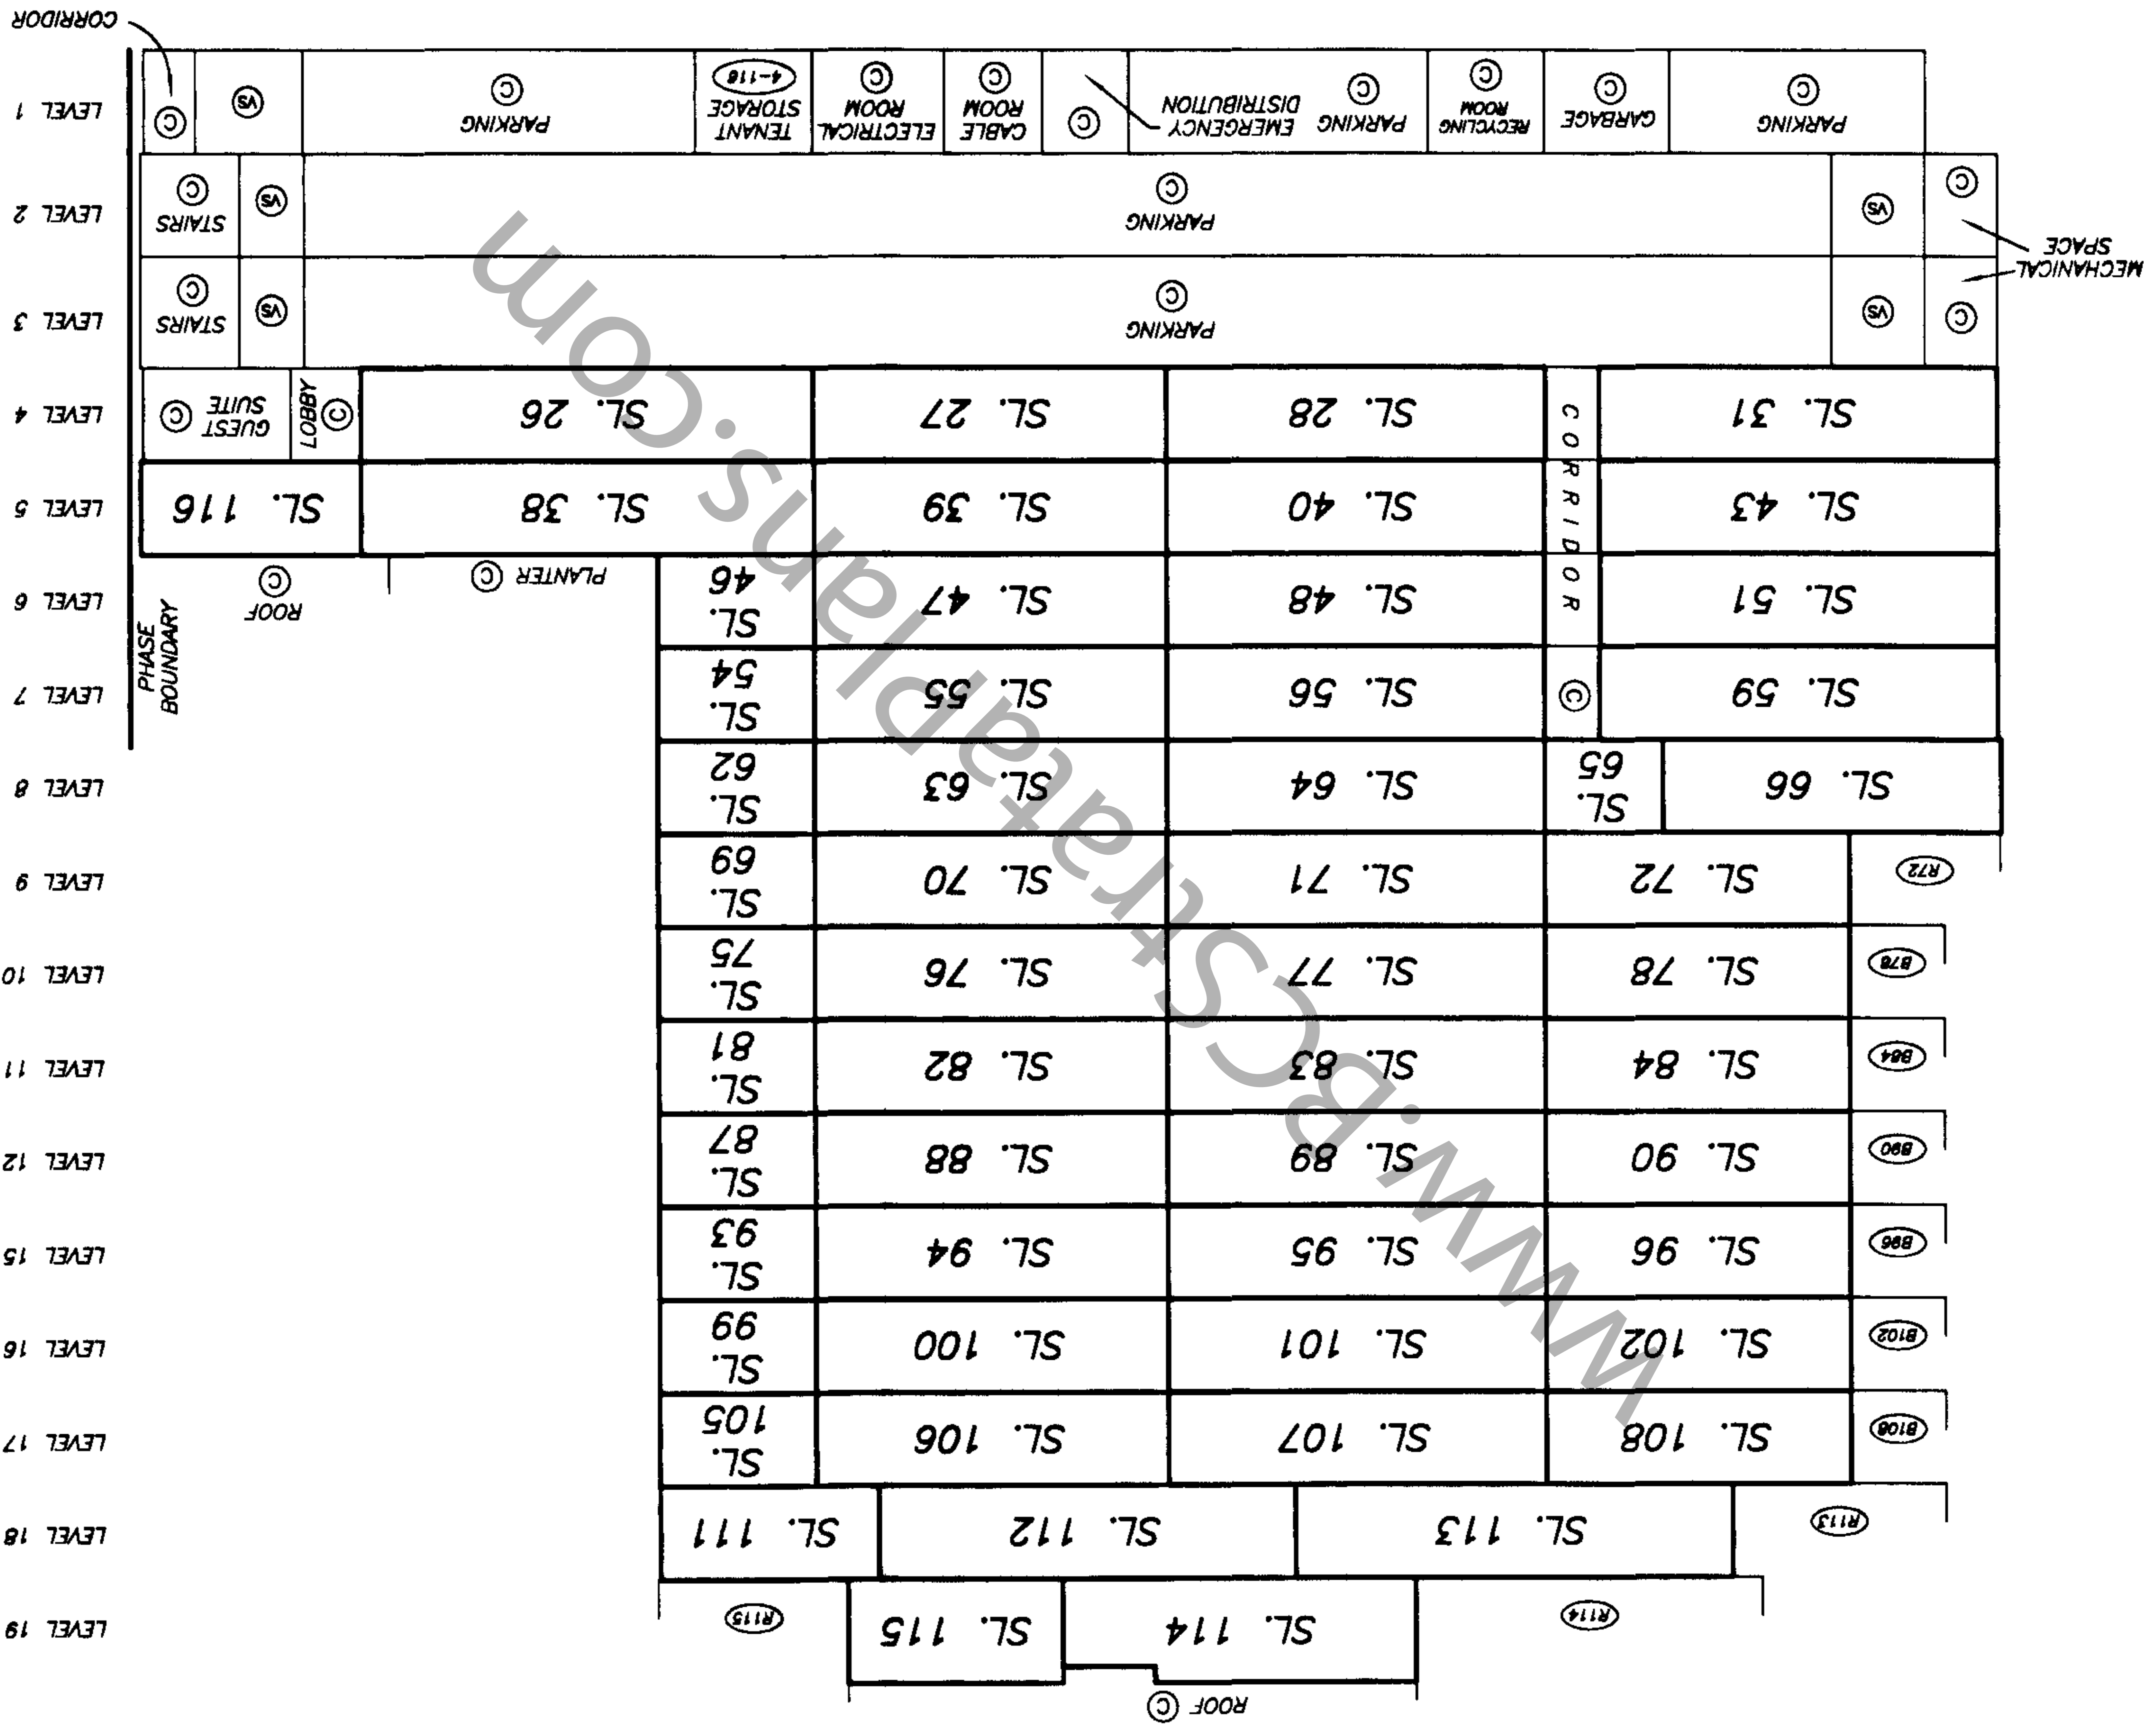 ROOF C
R114 SL. 114 SL. 115 R115 LEVEL 19
R113 SL. 113 SL. 112 SL. 111 LEVEL 18
B108 SL. 108 SL. 107 SL. 106 SL. 105 LEVEL 17
B102 SL. 102 SL. 101 SL. 100 SL. 99 LEVEL 16
B96 SL. 96 SL. 95 SL. 94 SL. 93 LEVEL 15
B90 SL. 90 SL. 89 SL. 88 SL. 87 LEVEL 12
B84 SL. 84 SL. 83 SL. 82 SL. 81 LEVEL 11
B78 SL. 78 SL. 77 SL. 76 SL. 75 LEVEL 10
R72 SL. 72 SL. 71 SL. 70 SL. 69 LEVEL 9
SL. 66 SL. 65 SL. 64 SL. 63 SL. 62 LEVEL 8
SL. 59 C SL. 56 SL. 55 SL. 54 LEVEL 7
PHASE
BOUNDARY
SL. 51 CORRIDOR SL. 48 SL. 47 SL. 46 PLANTER C ROOF C LEVEL 6
SL. 43 SL. 40 SL. 39 SL. 38 SL. 116 LEVEL 5
SL. 31 SL. 28 SL. 27 SL. 26 LOBBY C GUEST SUITE C LEVEL 4
MECHANICAL
SPACE
C VS PARKING C VS STAIRS C LEVEL 3
C VS PARKING C VS STAIRS C LEVEL 2
PARKING C GARBAGE C RECYCLING ROOM C PARKING C EMERGENCY DISTRIBUTION C CABLE ROOM C ELECTRICAL ROOM C TENANT STORAGE 4-116 PARKING C VS C LEVEL 1
CORRIDOR
www.BCStrataPlans.com